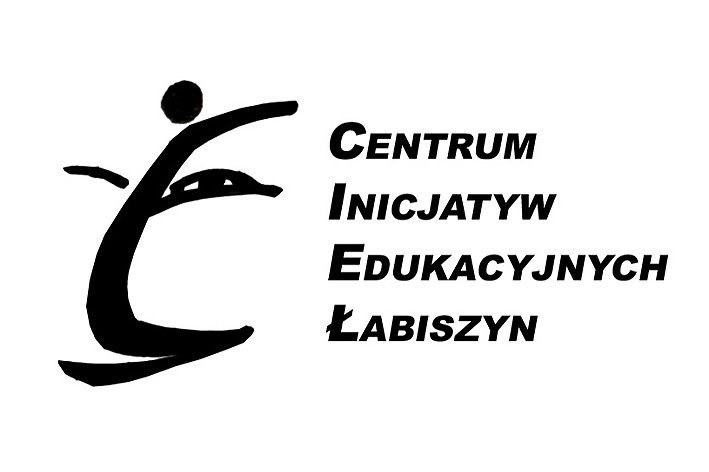 CENTRUM
INICJATYW
EDUKACYJNYCH
ŁABISZYN